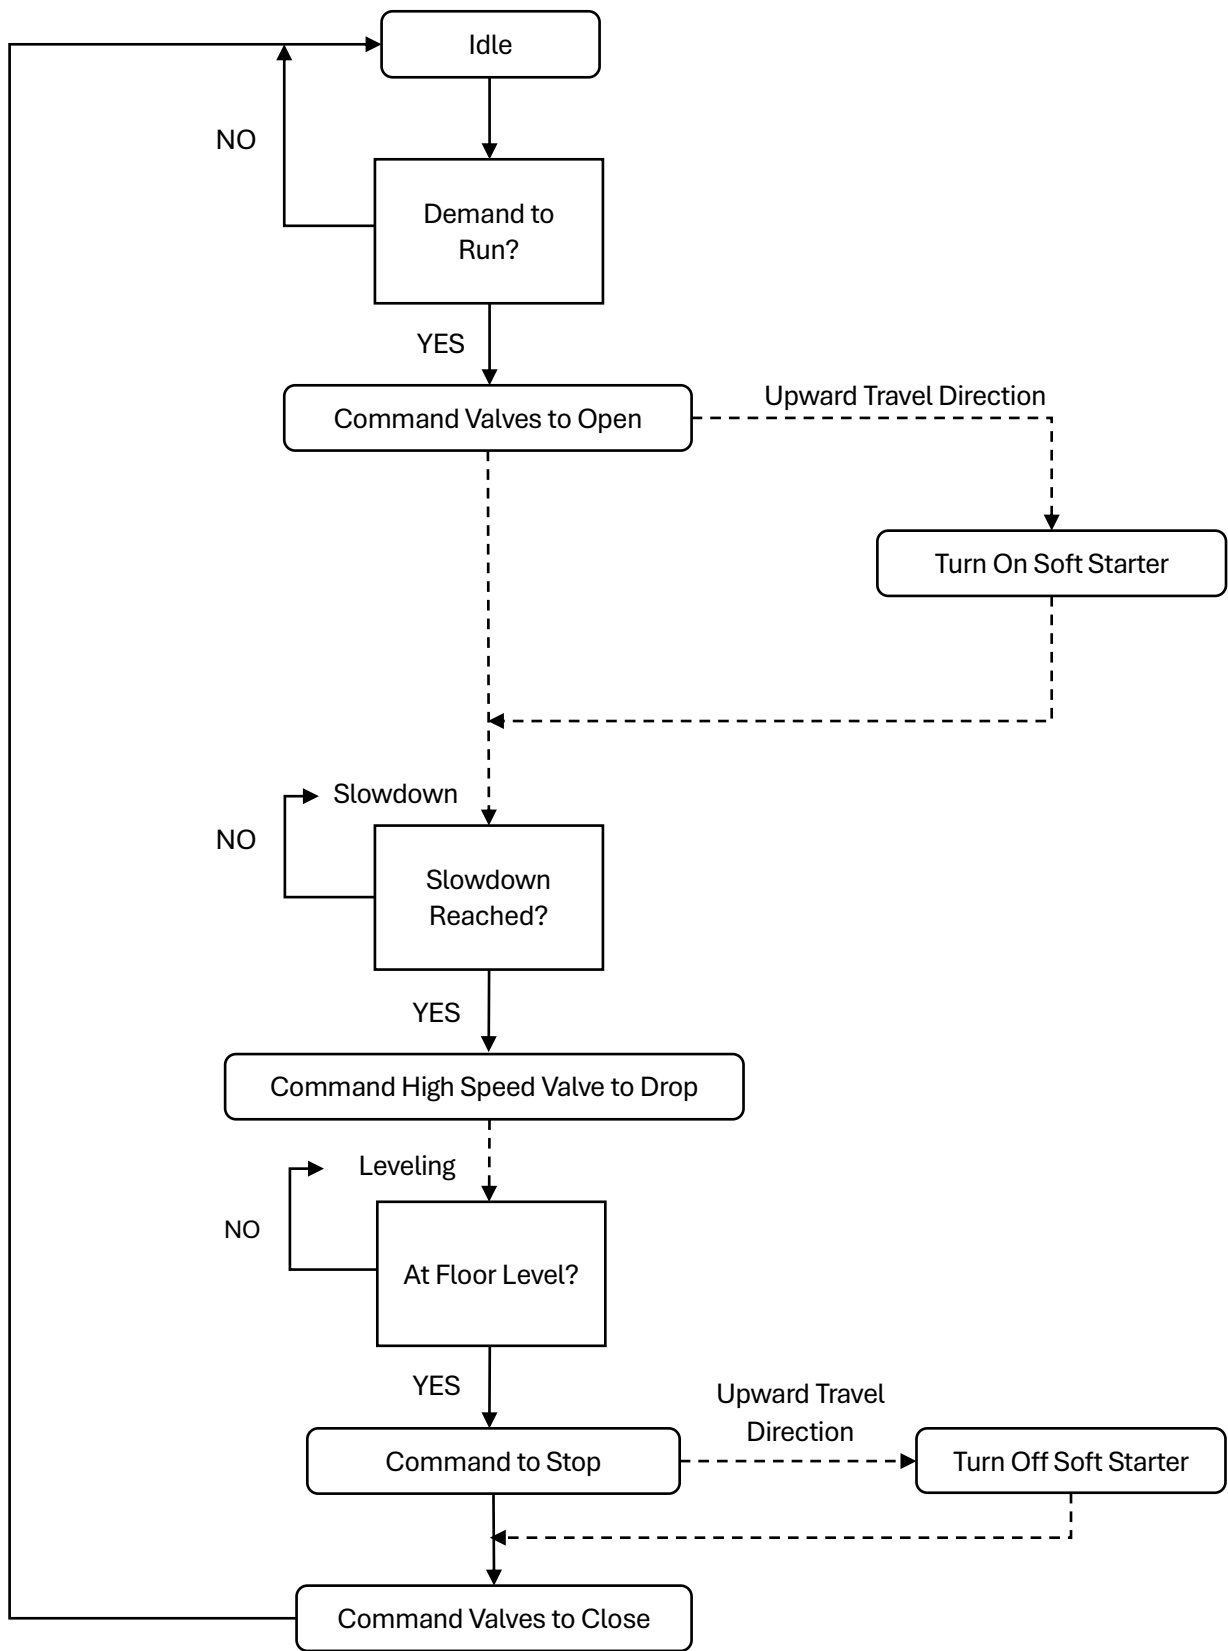 Idle
NO
Demand to
Run?
YES
Upward Travel Direction
Command Valves to Open
Turn On Soft Starter
Slowdown
NO
Slowdown
Reached?
YES
Command High Speed Valve to Drop
Leveling
NO
At Floor Level?
YES
Upward Travel
Direction
Command to Stop
Turn Off Soft Starter
Command Valves to Close